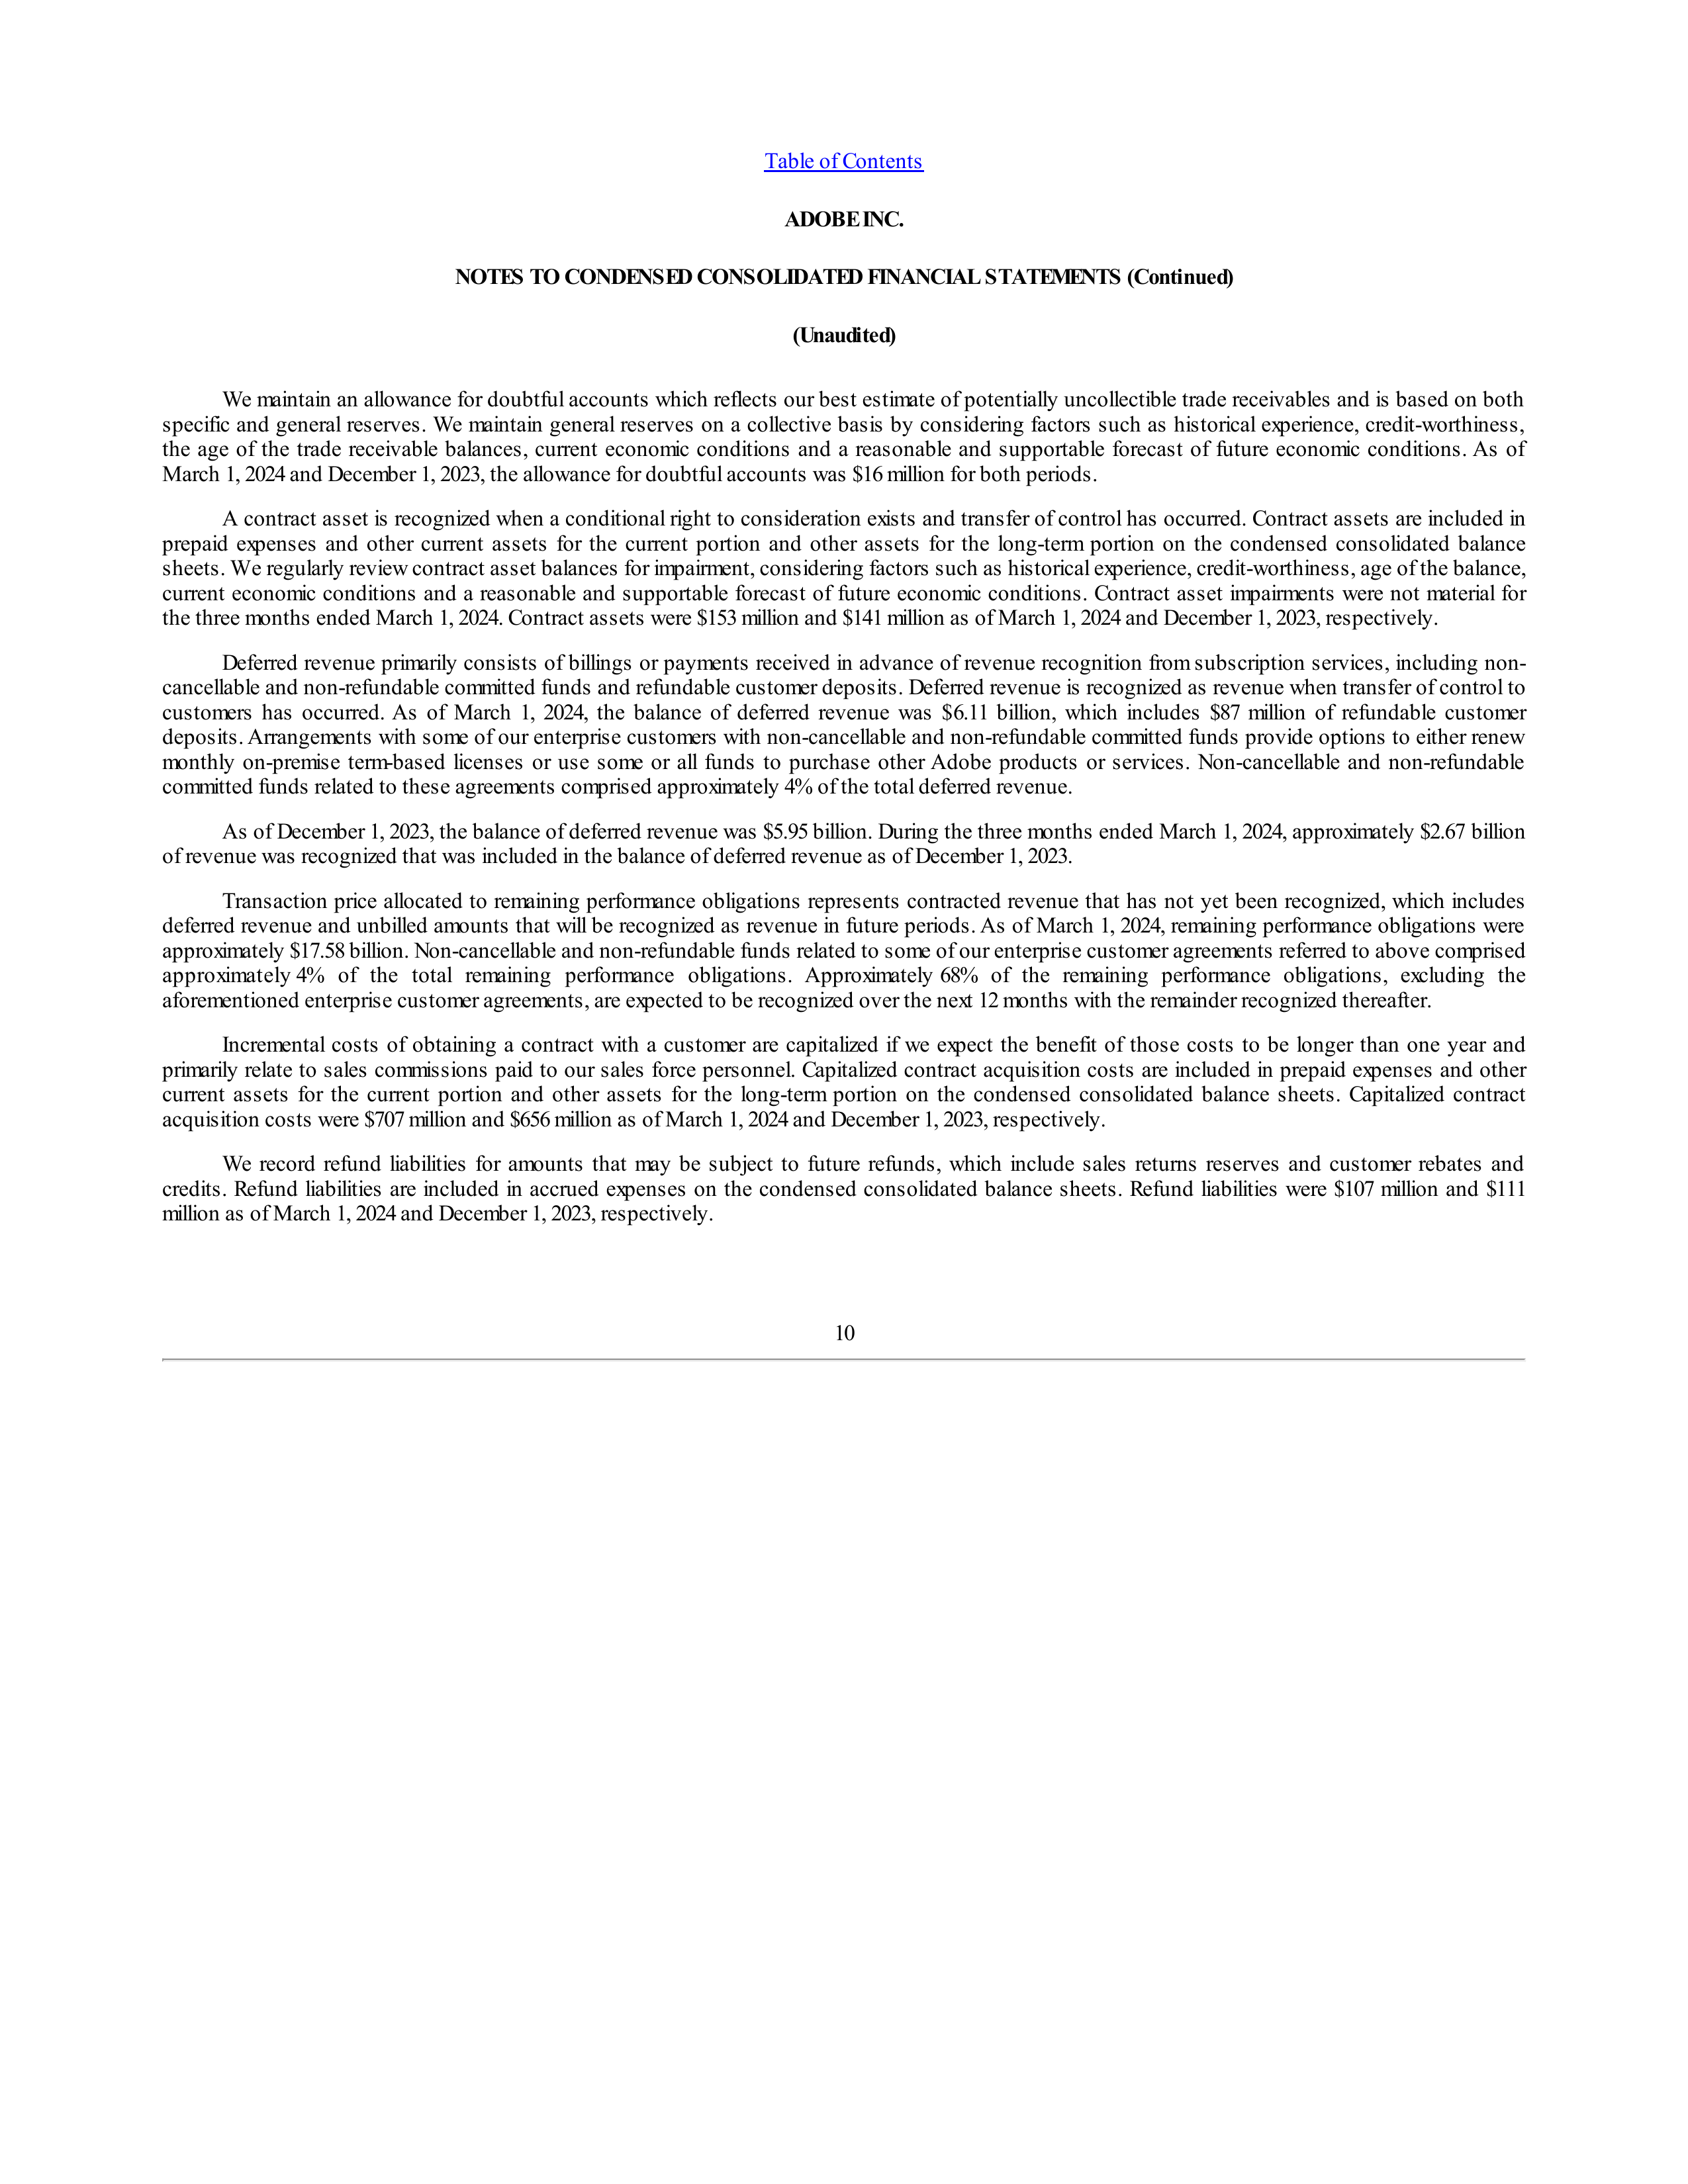 Table of Contents
ADOBE INC.
NOTES TO CONDENSED CONSOLIDATED FINANCIAL STATEMENTS (Continued)
(Unaudited)
We maintain an allowance for doubtful accounts which reflects our best estimate of potentially uncollectible trade receivables and is based on both
specific and general reserves. We maintain general reserves on a collective basis by considering factors such as historical experience, credit-worthiness,
the age of the trade receivable balances, current economic conditions and a reasonable and supportable forecast of future economic conditions. As of
March 1, 2024 and December 1, 2023, the allowance for doubtful accounts was $16 million for both periods.
A contract asset is recognized when a conditional right to consideration exists and transfer of control has occurred. Contract assets are included in
prepaid expenses and other current assets for the current portion and other assets for the long-term portion on the condensed consolidated balance
sheets. We regularly review contract asset balances for impairment, considering factors such as historical experience, credit-worthiness, age of the balance,
current economic conditions and a reasonable and supportable forecast of future economic conditions. Contract asset impairments were not material for
the three months ended March 1, 2024. Contract assets were $153 million and $141 million as of March 1, 2024 and December 1, 2023, respectively.
Deferred revenue primarily consists of billings or payments received in advance of revenue recognition from subscription services, including non-
cancellable and non-refundable committed funds and refundable customer deposits. Deferred revenue is recognized as revenue when transfer of control to
customers has occurred. As of March 1, 2024, the balance of deferred revenue was $6.11 billion, which includes $87 million of refundable customer
deposits. Arrangements with some of our enterprise customers with non-cancellable and non-refundable committed funds provide options to either renew
monthly on-premise term-based licenses or use some or all funds to purchase other Adobe products or services. Non-cancellable and non-refundable
committed funds related to these agreements comprised approximately 4% of the total deferred revenue.
As of December 1, 2023, the balance of deferred revenue was $5.95 billion. During the three months ended March 1, 2024, approximately $2.67 billion
of revenue was recognized that was included in the balance of deferred revenue as of December 1, 2023.
Transaction price allocated to remaining performance obligations represents contracted revenue that has not yet been recognized, which includes
deferred revenue and unbilled amounts that will be recognized as revenue in future periods. As of March 1, 2024, remaining performance obligations were
approximately $17.58 billion. Non-cancellable and non-refundable funds related to some of our enterprise customer agreements referred to above comprised
approximately 4% of the total remaining performance obligations. Approximately 68% of the remaining performance obligations, excluding the
aforementioned enterprise customer agreements, are expected to be recognized over the next 12 months with the remainder recognized thereafter.
Incremental costs of obtaining a contract with a customer are capitalized if we expect the benefit of those costs to be longer than one year and
primarily relate to sales commissions paid to our sales force personnel. Capitalized contract acquisition costs are included in prepaid expenses and other
current assets for the current portion and other assets for the long-term portion on the condensed consolidated balance sheets. Capitalized contract
acquisition costs were $707 million and $656 million as of March 1, 2024 and December 1, 2023, respectively.
We record refund liabilities for amounts that may be subject to future refunds, which include sales returns reserves and customer rebates and
credits. Refund liabilities are included in accrued expenses on the condensed consolidated balance sheets. Refund liabilities were $107 million and $111
million as of March 1, 2024 and December 1, 2023, respectively.
10